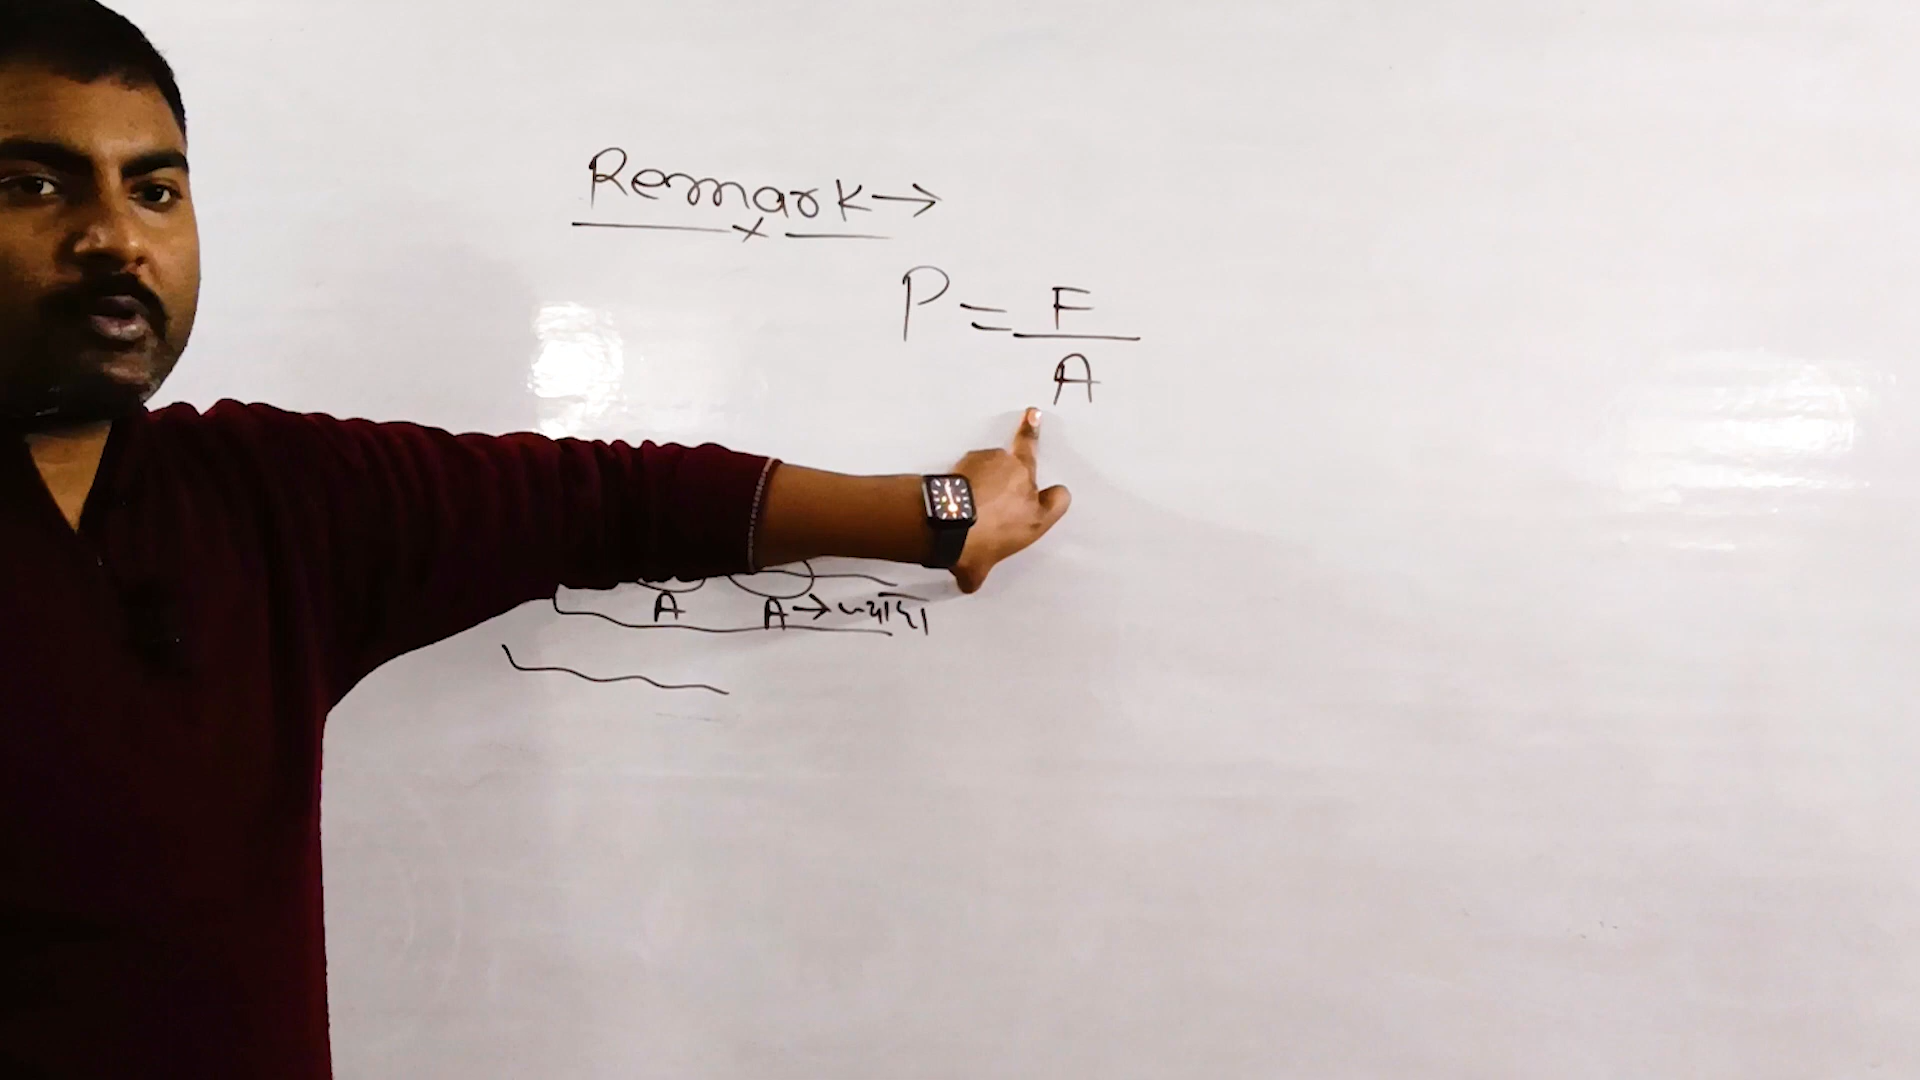 Remark →
P = F
A
A A → ज्यादा